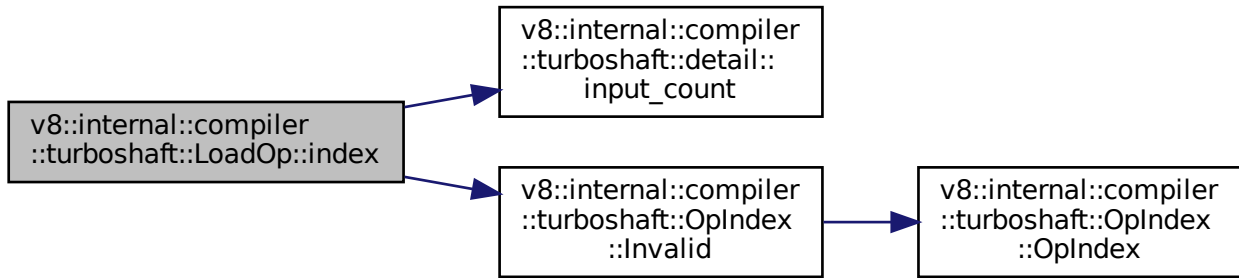 v8::internal::compiler
::turboshaft::LoadOp::index
v8::internal::compiler
::turboshaft::detail::
input_count
v8::internal::compiler
::turboshaft::OpIndex
::Invalid
v8::internal::compiler
::turboshaft::OpIndex
::OpIndex